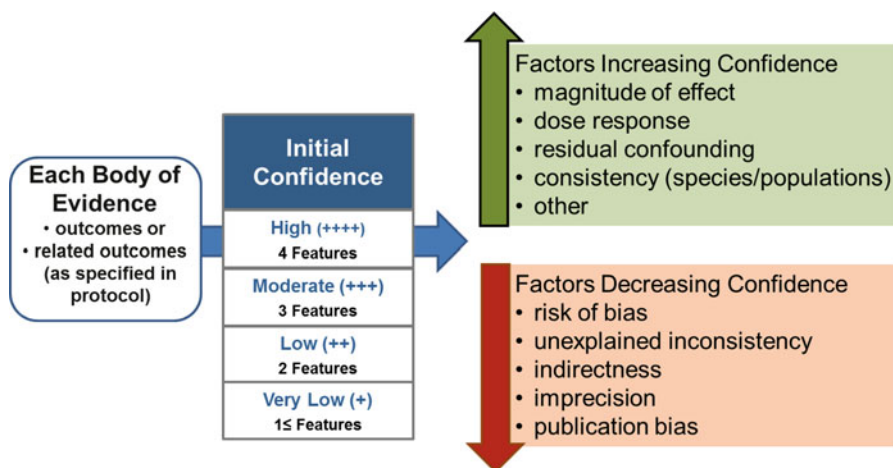 Each Body of
Evidence
• outcomes or
• related outcomes
(as specified in
protocol)
Initial
Confidence
High (++++)
4 Features
Moderate (+++)
3 Features
Low (++)
2 Features
Very Low (+)
1≤ Features
Factors Increasing Confidence
• magnitude of effect
• dose response
• residual confounding
• consistency (species/populations)
• other
Factors Decreasing Confidence
• risk of bias
• unexplained inconsistency
• indirectness
• imprecision
• publication bias